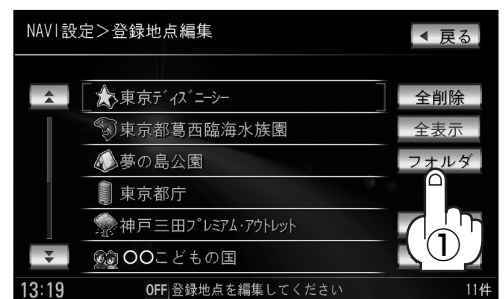 NAVI設定＞登録地点編集
戻る
東京ディズニーシー
全削除
東京都葛西臨海水族園
全表示
夢の島公園
フォルダ
東京都庁
神戸三田プレミアム・アウトレット
〇〇こどもの国
①
13:19
OFF 登録地点を編集してください
11件